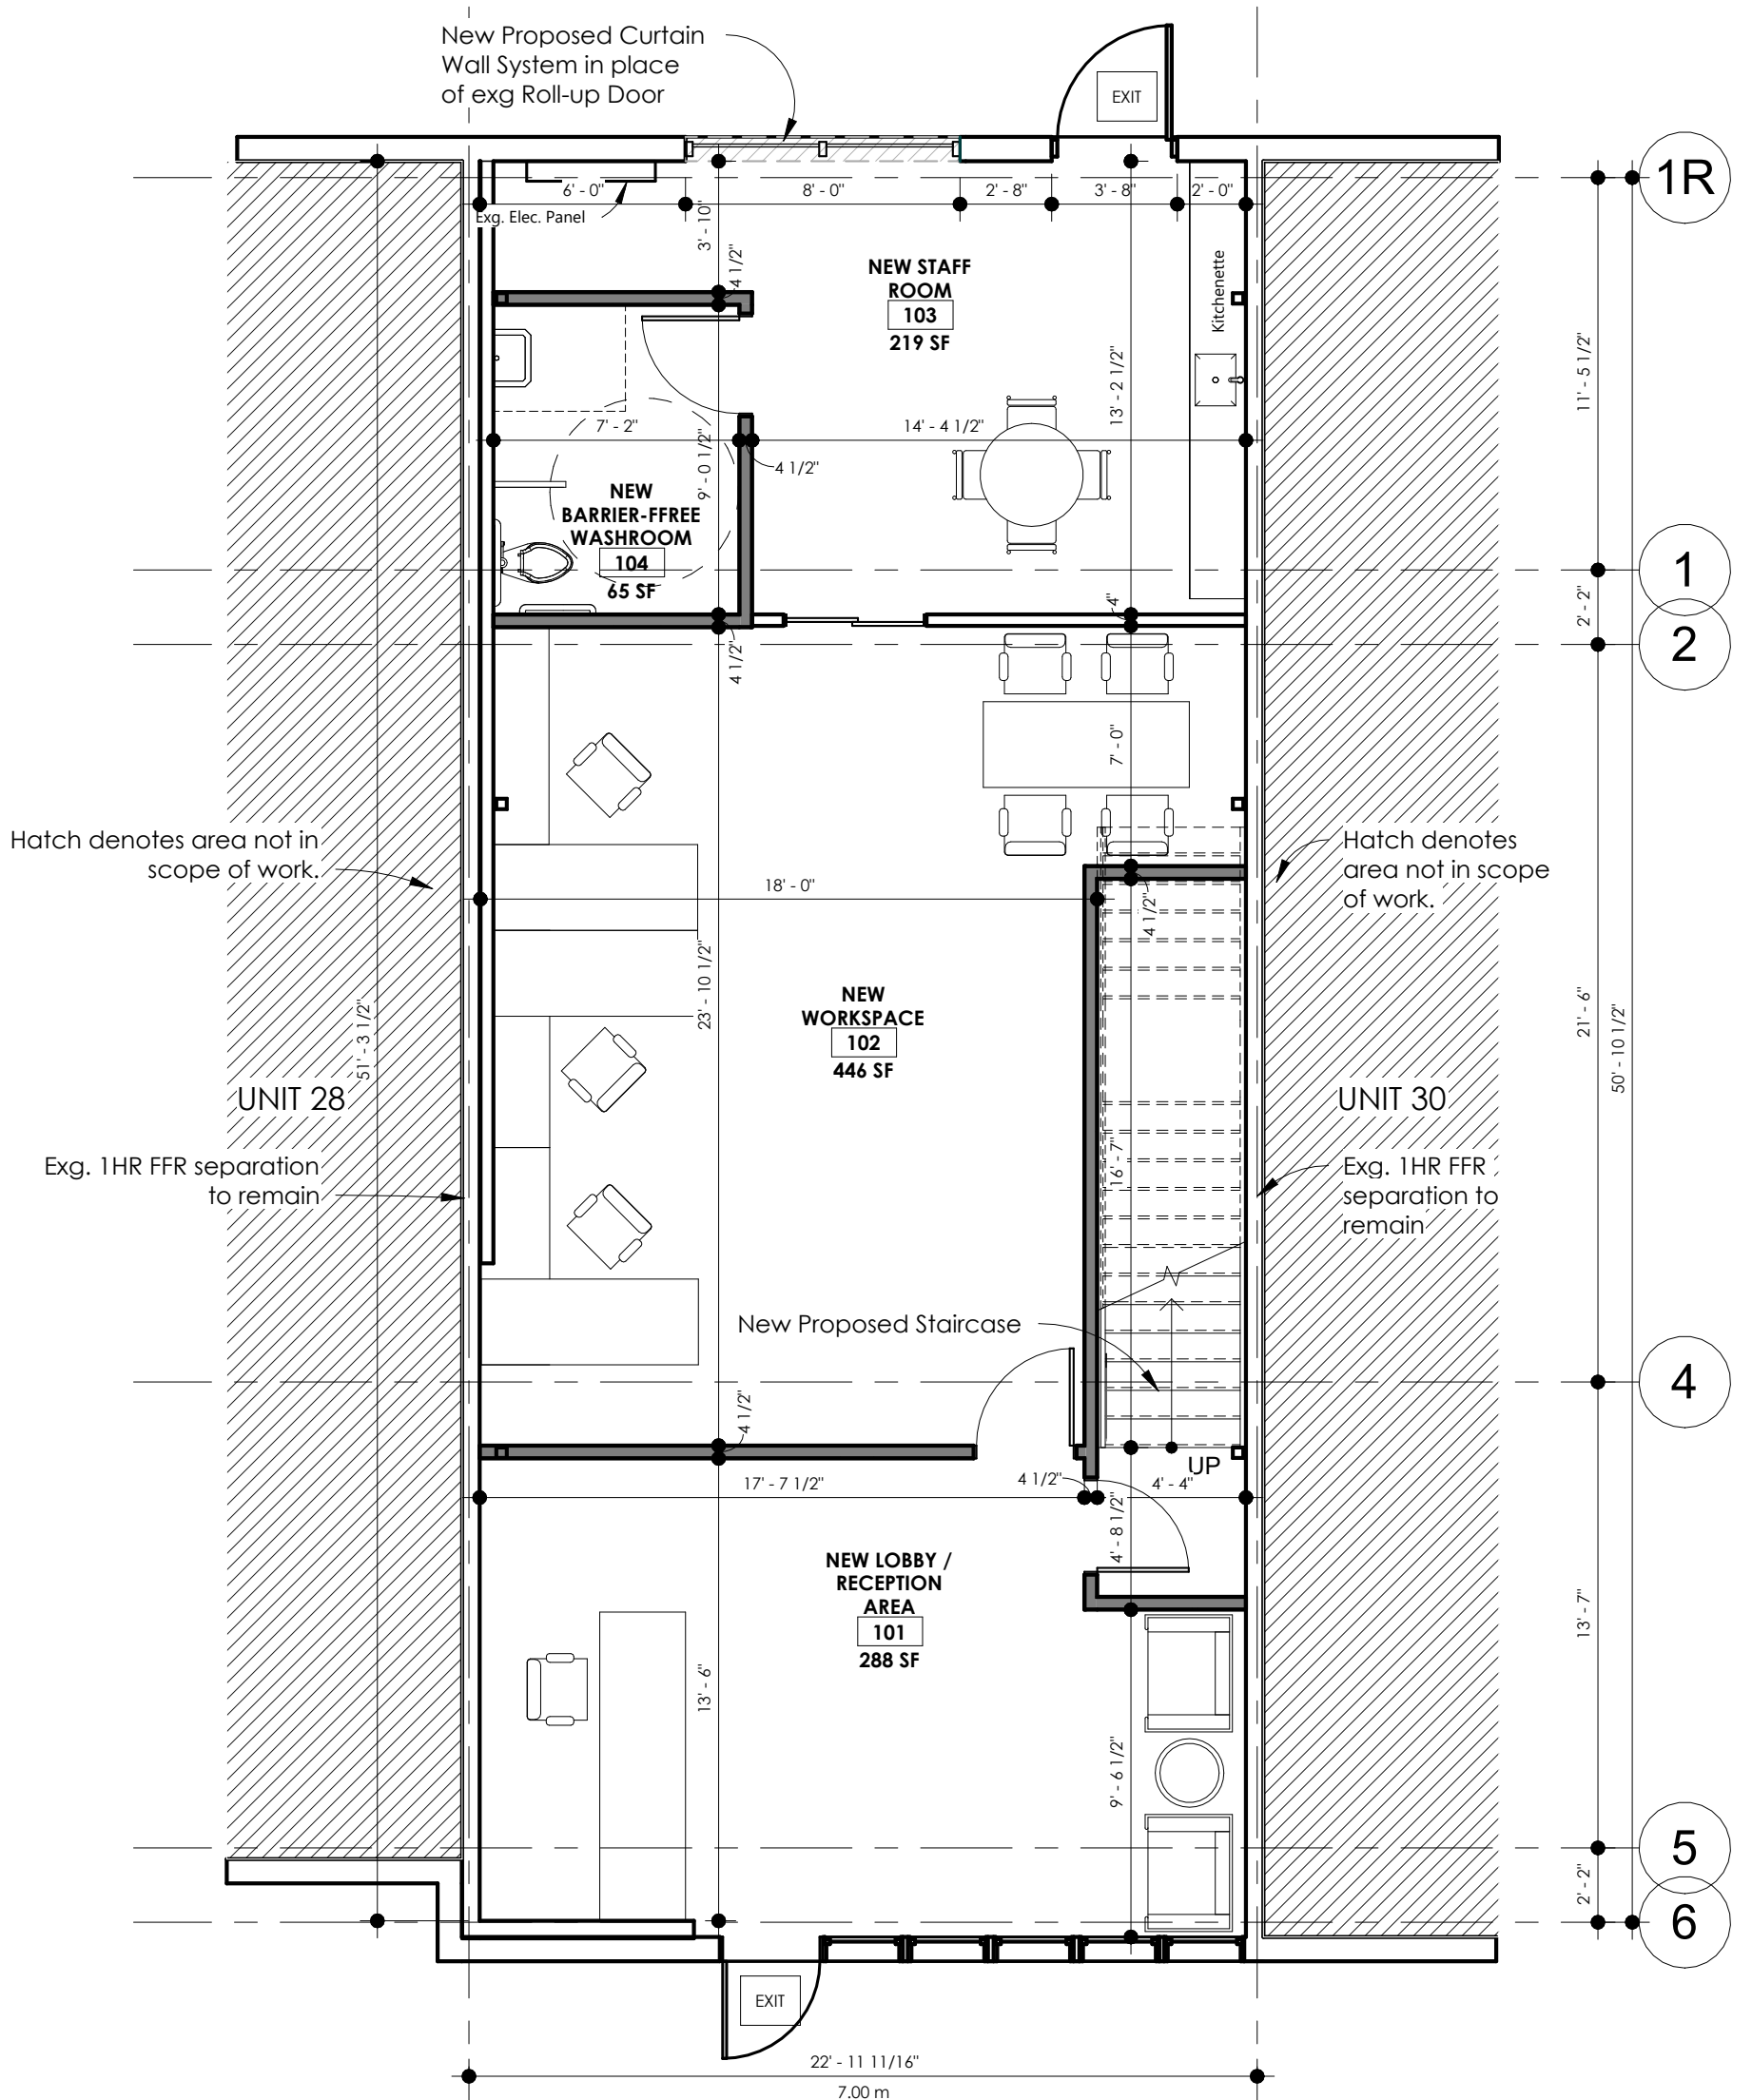 New Proposed Curtain
Wall System in place
of exg Roll-up Door
EXIT
1R
6' - 0"
8' - 0"
2' - 8"
3' - 8"
2' - 0"
Exg. Elec. Panel
3' - 10"
4 1/2"
NEW STAFF
ROOM
103
219 SF
Kitchenette
13' - 2 1/2"
11' - 5 1/2"
7' - 2"
14' - 4 1/2"
4 1/2"
9' - 0 1/2"
NEW
BARRIER-FFREE
WASHROOM
104
65 SF
1
4"
2' - 2"
2
4 1/2"
7' - 0"
Hatch denotes area not in
scope of work.
Hatch denotes
area not in scope
of work.
18' - 0"
4 1/2"
23' - 10 1/2"
NEW
WORKSPACE
102
446 SF
51' - 3 1/2"
21' - 6"
50' - 10 1/2"
UNIT 28
UNIT 30
16' - 7"
Exg. 1HR FFR separation
to remain
Exg. 1HR FFR
separation to
remain
New Proposed Staircase
4
4 1/2"
UP
17' - 7 1/2"
4 1/2"
4' - 4"
4' - 8 1/2"
NEW LOBBY /
RECEPTION
AREA
101
288 SF
13' - 7"
13' - 6"
9' - 6 1/2"
5
2' - 2"
6
EXIT
22' - 11 11/16"
7.00 m